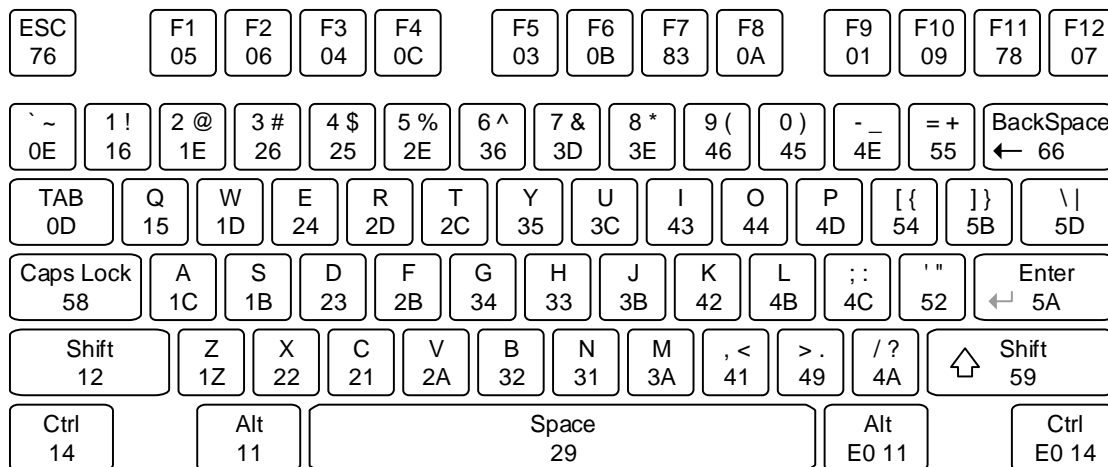 ESC F1 F2 F3 F4 F5 F6 F7 F8 F9 F10 F11 F12
76 05 06 04 0C 03 0B 83 0A 01 09 78 07
` ~ 1 ! 2 @ 3 # 4 $ 5 % 6 ^ 7 & 8 * 9 ( 0 ) - _ = + BackSpace
0E 16 1E 26 25 2E 36 3D 3E 46 45 4E 55 ← 66
TAB Q W E R T Y U I O P [ { ] } \ |
0D 15 1D 24 2D 2C 35 3C 43 44 4D 54 5B 5D
Caps Lock A S D F G H J K L ; : ' " Enter
58 1C 1B 23 2B 34 33 3B 42 4B 4C 52 ↵ 5A
Shift Z X C V B N M , < > . / ? Shift
12 1Z 22 21 2A 32 31 3A 41 49 4A 59
Ctrl Alt Space Alt Ctrl
14 11 29 E0 11 E0 14